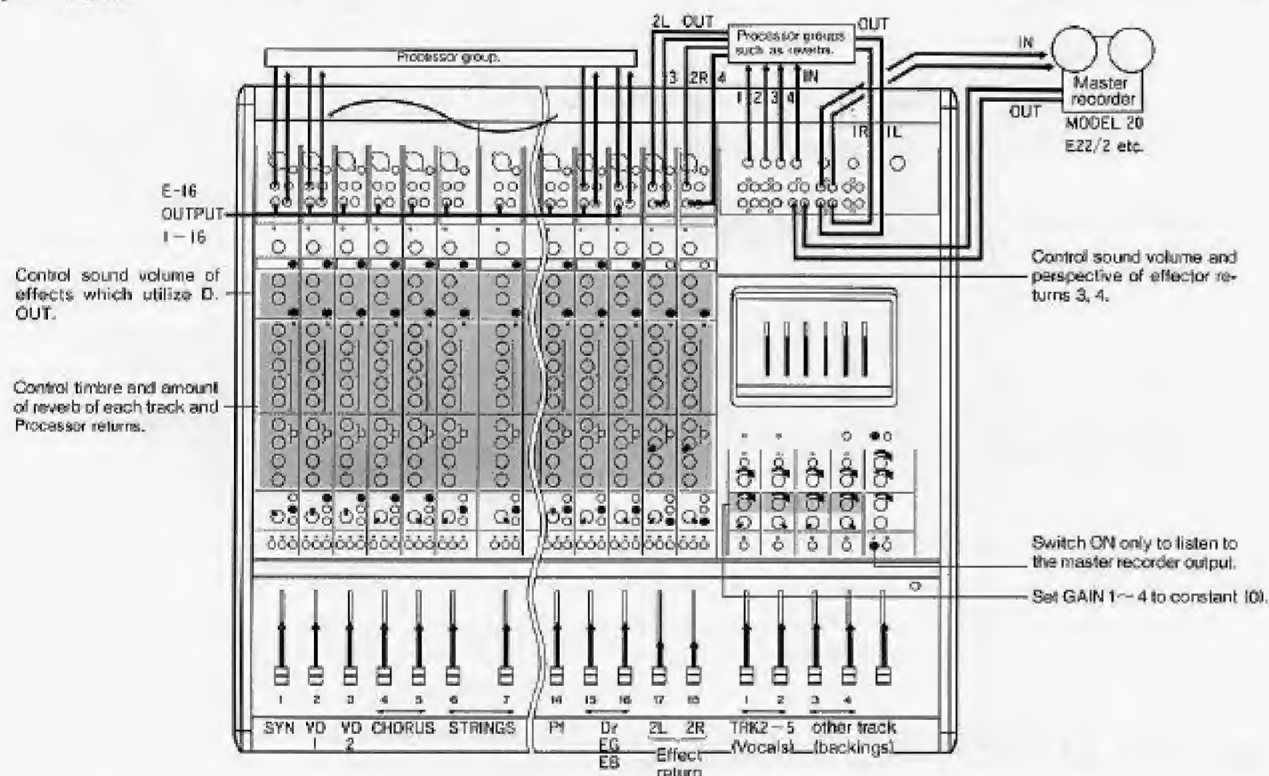 2L OUT
OUT
Processor group.
Processor groups
such as reverbs.
IN
3 2R 4
IN
1 2 3 4
Master
recorder
OUT
MODEL 20
E22/2 etc.
1R 1L
E-16
OUTPUT
1-16
Control sound volume of
effects which utilize D.
OUT.
Control sound volume and
perspective of effector re-
turns 3, 4.
Control timbre and amount
of reverb of each track and
Processor returns.
Switch ON only to listen to
the master recorder output.
Set GAIN 1~4 to constant (0).
1 2 3 4 5 6 7 14 15 16 17 18 1 2 3 4
SYN VO VO CHORUS STRINGS Pf Dr 2L 2R TRK2-5 other track
1 2 EG Effect (Vocals) (backings)
EB return